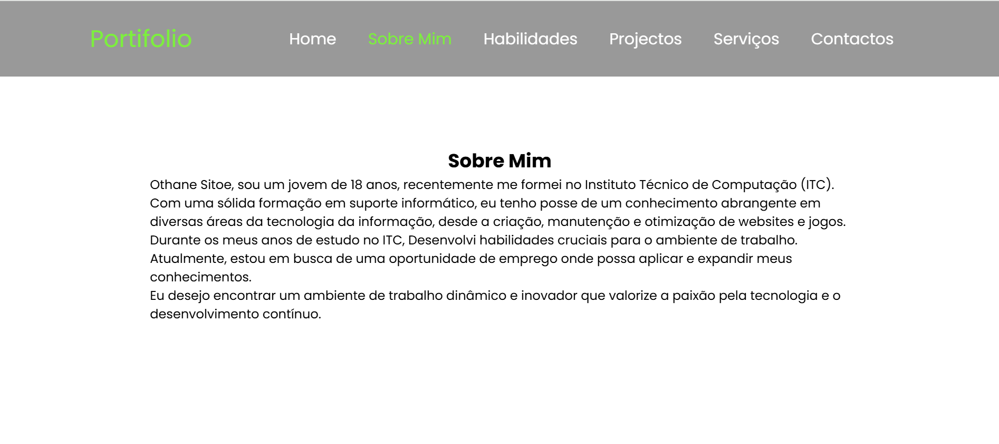 Portifolio Home Sobre Mim Habilidades Projectos Serviços Contactos
Sobre Mim
Othane Sitoe, sou um jovem de 18 anos, recentemente me formei no Instituto Técnico de Computação (ITC).
Com uma sólida formação em suporte informático, eu tenho posse de um conhecimento abrangente em
diversas áreas da tecnologia da informação, desde a criação, manutenção e otimização de websites e jogos.
Durante os meus anos de estudo no ITC, Desenvolvi habilidades cruciais para o ambiente de trabalho.
Atualmente, estou em busca de uma oportunidade de emprego onde possa aplicar e expandir meus
conhecimentos.
Eu desejo encontrar um ambiente de trabalho dinâmico e inovador que valorize a paixão pela tecnologia e o
desenvolvimento contínuo.